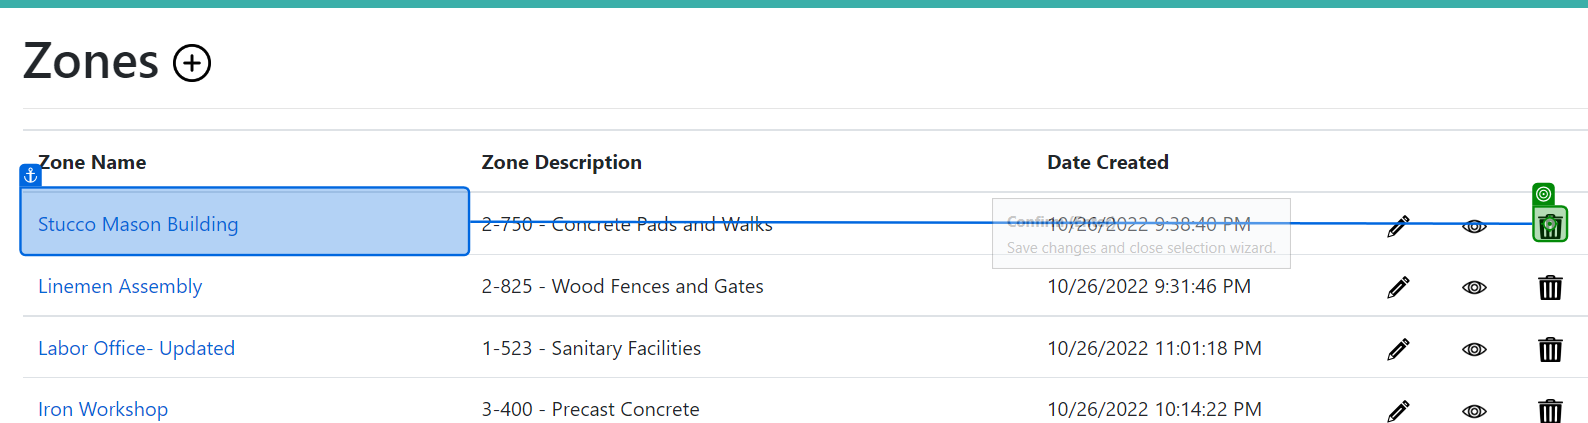 Zones
Zone Name Zone Description Date Created
Stucco Mason Building 2-750 - Concrete Pads and Walks 10/26/2022 9:38:40 PM
Save changes and close selection wizard.
Linemen Assembly 2-825 - Wood Fences and Gates 10/26/2022 9:31:46 PM
Labor Office- Updated 1-523 - Sanitary Facilities 10/26/2022 11:01:18 PM
Iron Workshop 3-400 - Precast Concrete 10/26/2022 10:14:22 PM